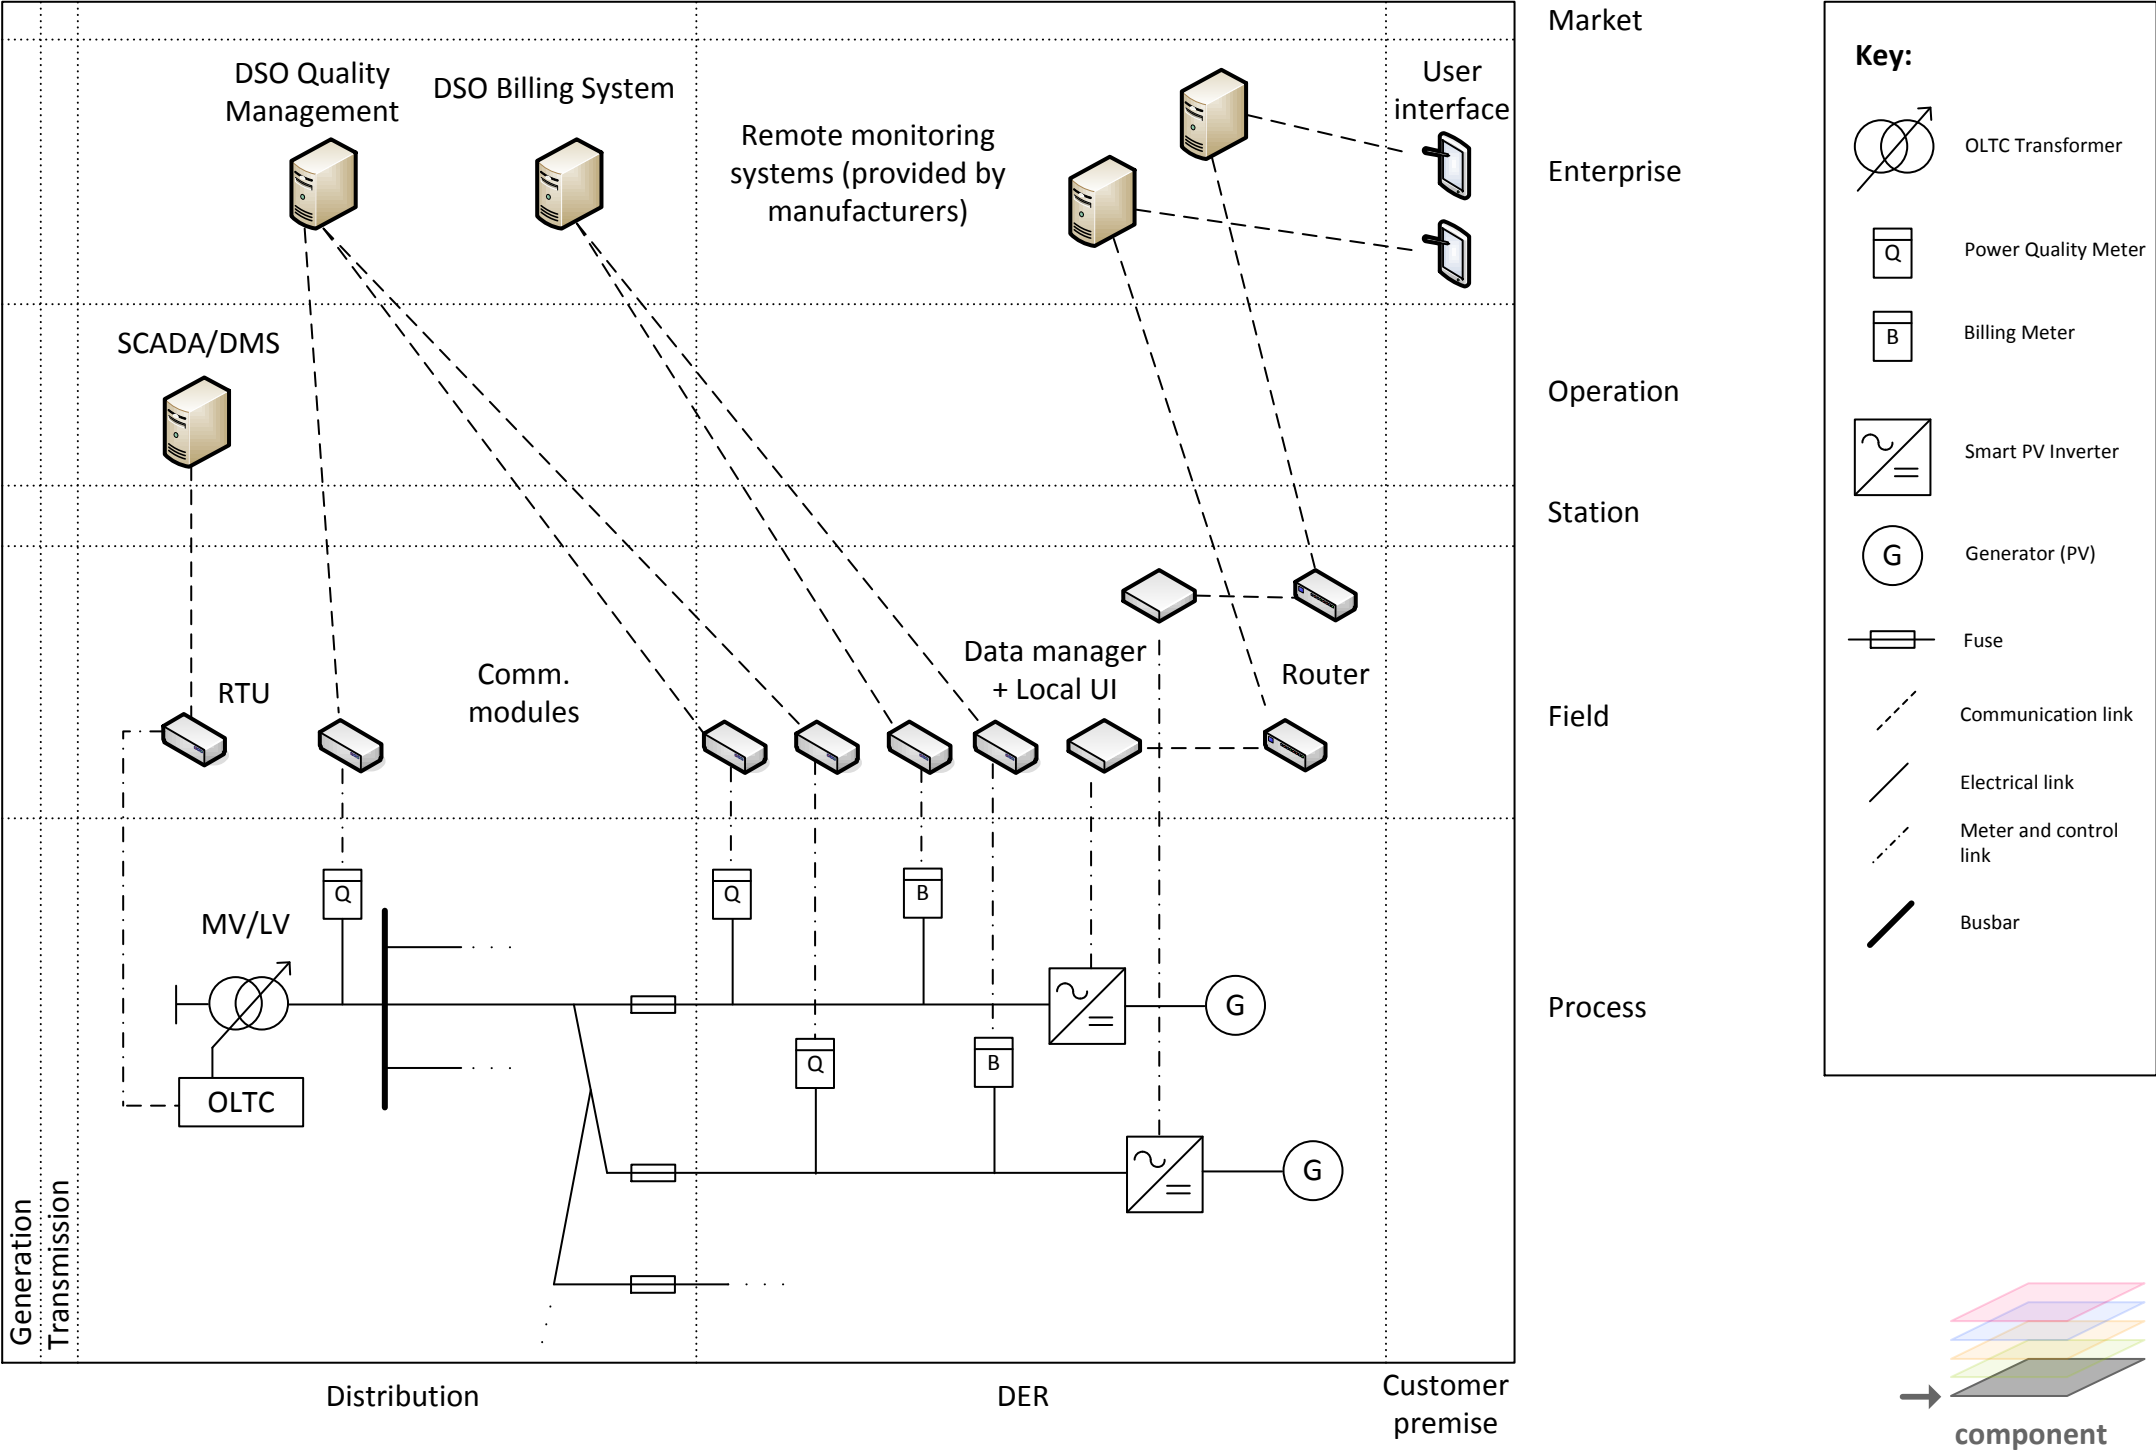 Market
DSO Quality
Management
DSO Billing System
Remote monitoring
systems (provided by
manufacturers)
User
interface
Enterprise
SCADA/DMS
Operation
Station
RTU
Comm.
modules
Data manager
+ Local UI
Router
Field
Q
Q
B
MV/LV
G
Process
Q
B
OLTC
G
Generation
Transmission
Distribution
DER
Customer
premise
Key:
OLTC Transformer
Q
Power Quality Meter
B
Billing Meter
Smart PV Inverter
G
Generator (PV)
Fuse
Communication link
Electrical link
Meter and control
link
Busbar
component